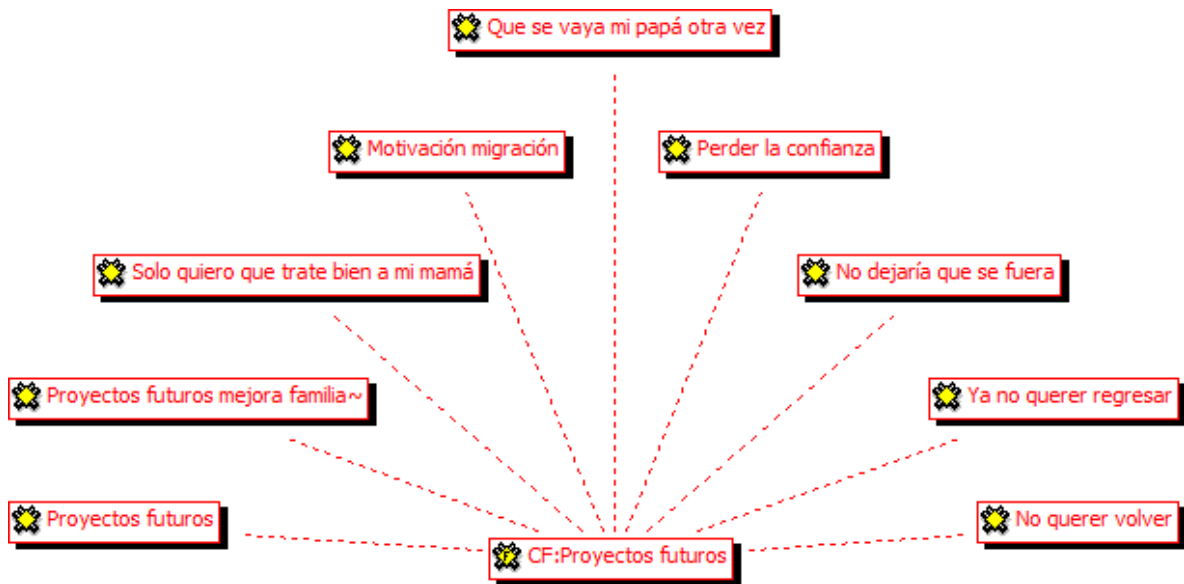 Que se vaya mi papá otra vez
Motivación migración
Perder la confianza
Solo quiero que trate bien a mi mamá
No dejaría que se fuera
Proyectos futuros mejora familia~
Ya no querer regresar
Proyectos futuros
No querer volver
CF:Proyectos futuros